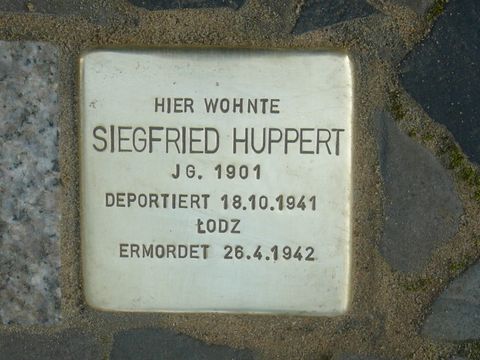 HIER WOHNTE
SIEGFRIED HUPPERT
JG. 1901
DEPORTIERT 18.10.1941
ŁODZ
ERMORDET 26.4.1942